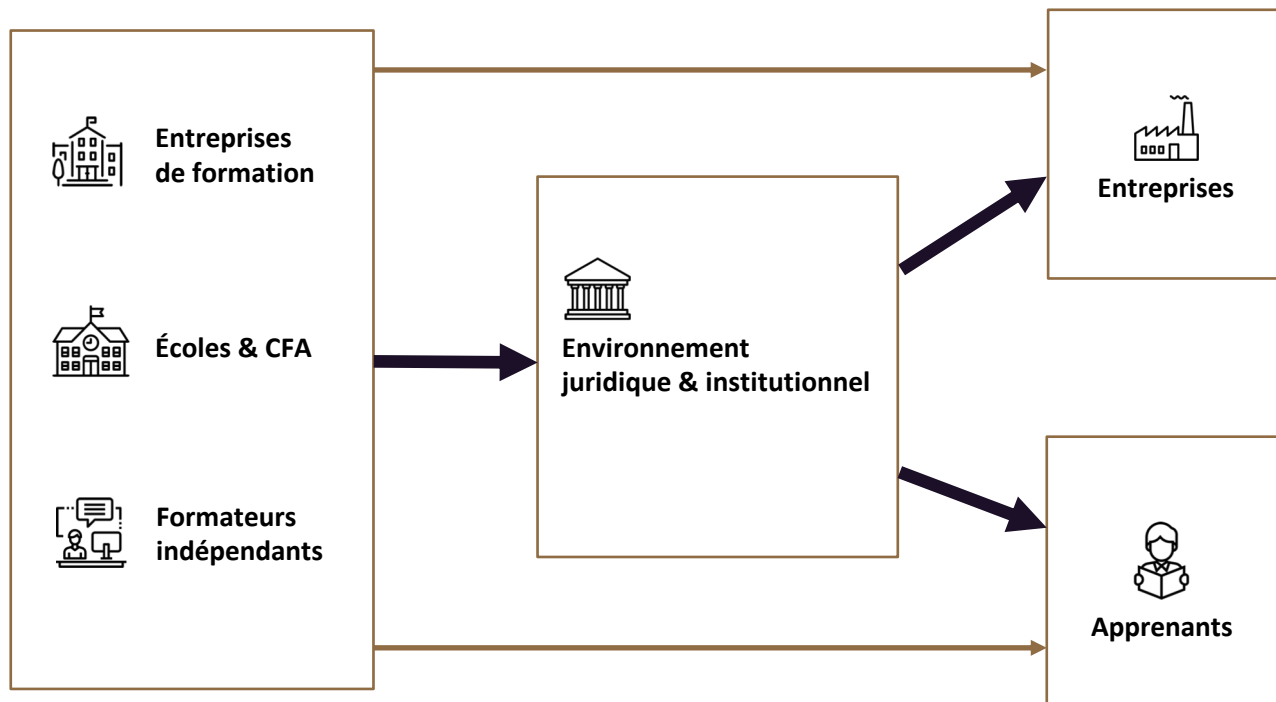 Entreprises
de formation
Écoles & CFA
Formateurs
indépendants
Environnement
juridique & institutionnel
Entreprises
Apprenants